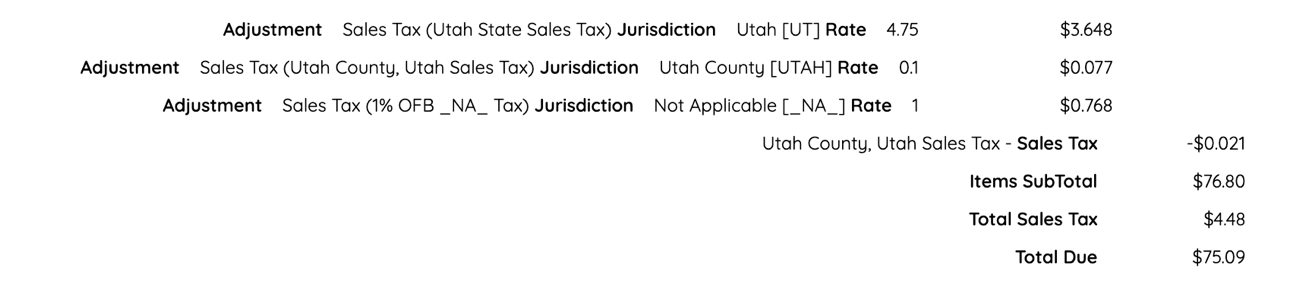 Adjustment Sales Tax (Utah State Sales Tax) Jurisdiction Utah [UT] Rate 4.75 $3.648
Adjustment Sales Tax (Utah County, Utah Sales Tax) Jurisdiction Utah County [UTAH] Rate 0.1 $0.077
Adjustment Sales Tax (1% OFB _NA_ Tax) Jurisdiction Not Applicable [_NA_] Rate 1 $0.768
Utah County, Utah Sales Tax - Sales Tax -$0.021
Items SubTotal $76.80
Total Sales Tax $4.48
Total Due $75.09